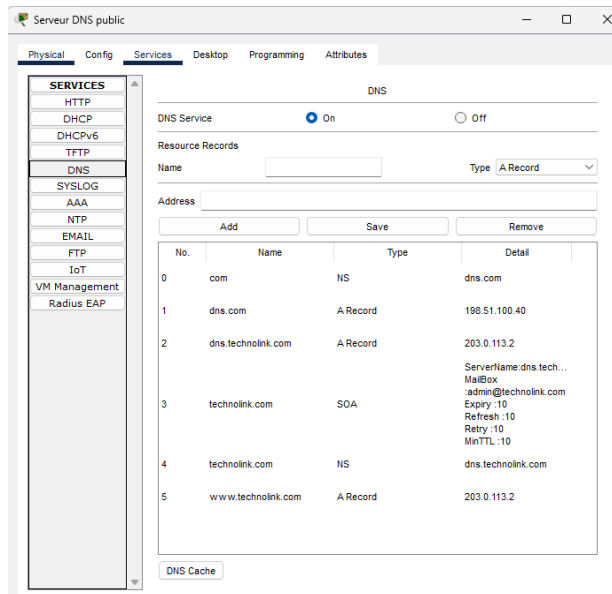 Serveur DNS public
Physical Config Services Desktop Programming Attributes
SERVICES
HTTP
DHCP
DHCPv6
TFTP
DNS
SYSLOG
AAA
NTP
EMAIL
FTP
IoT
VM Management
Radius EAP
DNS
DNS Service On Off
Resource Records
Name Type A Record
Address
Add Save Remove
No. Name Type Detail
0 com NS dns.com
1 dns.com A Record 198.51.100.40
2 dns.technolink.com A Record 203.0.113.2
3 technolink.com SOA ServerName:dns.tech...
MailBox
:admin@technolink.com
Expiry :10
Refresh :10
Retry :10
MinTTL :10
4 technolink.com NS dns.technolink.com
5 www.technolink.com A Record 203.0.113.2
DNS Cache